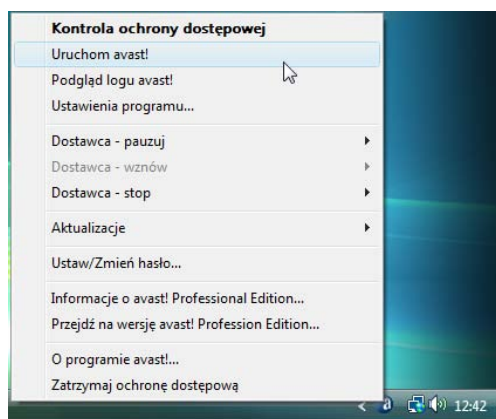 Kontrola ochrony dostępowej
Uruchom avast!
Podgląd logu avast!
Ustawienia programu...
Dostawca - pauzuj
Dostawca - wznów
Dostawca - stop
Aktualizacje
Ustaw/Zmień hasło...
Informacje o avast! Professional Edition...
Przejdź na wersję avast! Profession Edition...
O programie avast!...
Zatrzymaj ochronę dostępową
12:42